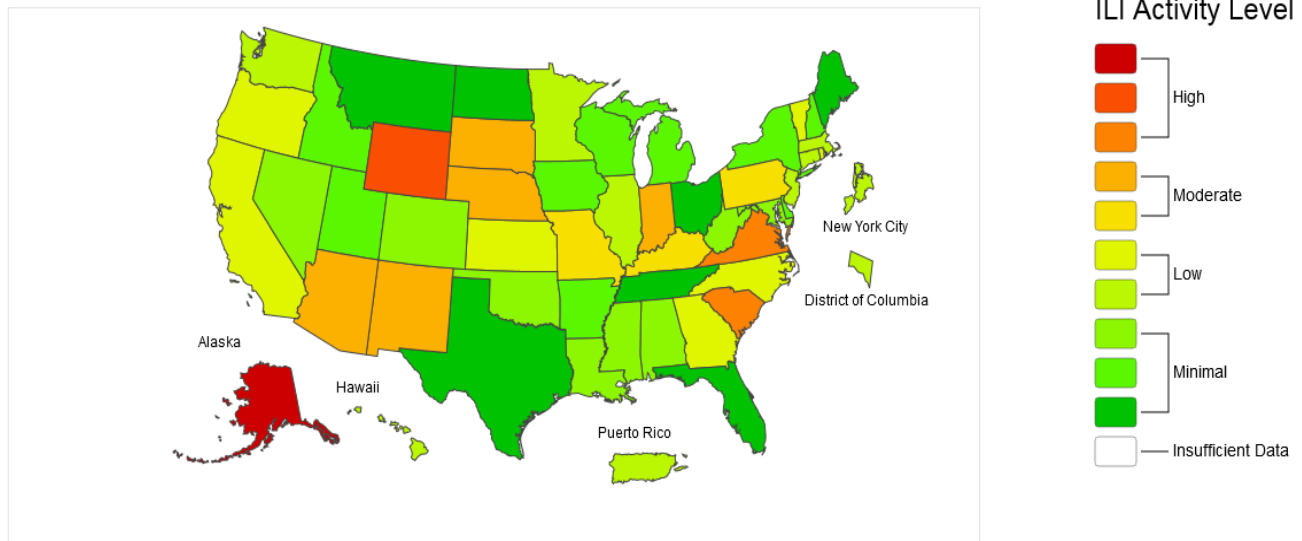 ILI Activity Level
High
Moderate
New York City
Low
District of Columbia
Alaska
Hawaii
Minimal
Puerto Rico
Insufficient Data